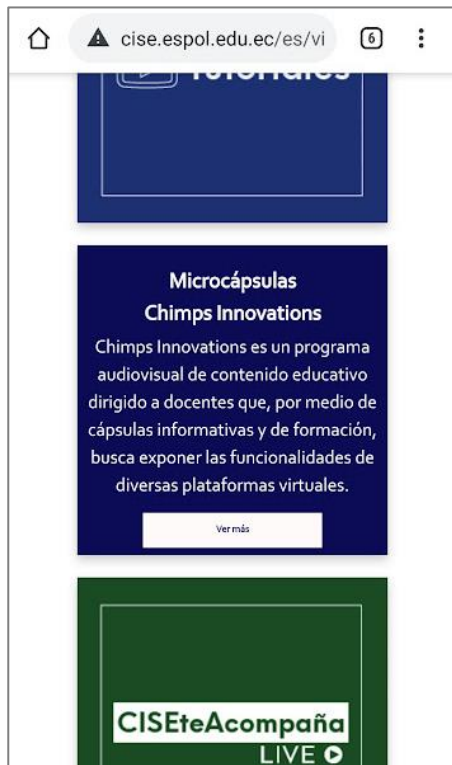 cise.espol.edu.ec/es/vi
6
Tutoriales
Microcápsulas
Chimps Innovations
Chimps Innovations es un programa
audiovisual de contenido educativo
dirigido a docentes que, por medio de
cápsulas informativas y de formación,
busca exponer las funcionalidades de
diversas plataformas virtuales.
Ver más
CISEteAcompaña
LIVE